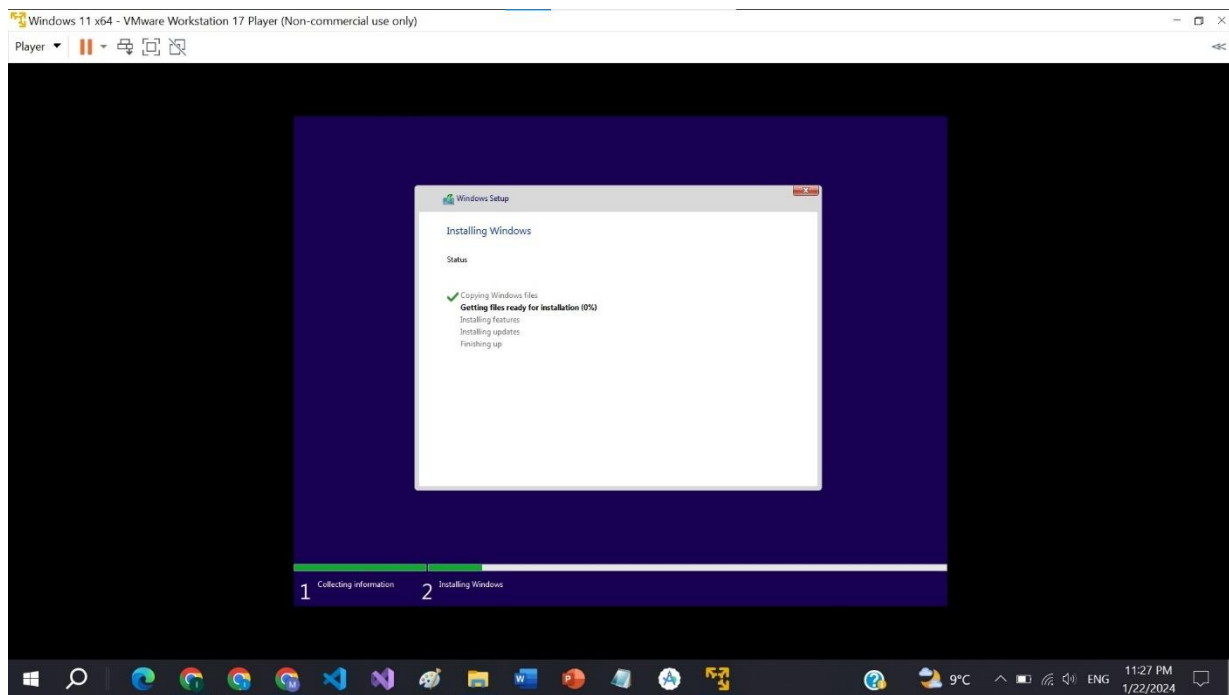 Windows 11 x64 - VMware Workstation 17 Player (Non-commercial use only)
Player
Windows Setup
Installing Windows
Status
Copying Windows files
Getting files ready for installation (0%)
Installing features
Installing updates
Finishing up
1 Collecting information 2 Installing Windows
9°C ENG 11:27 PM
1/22/2024